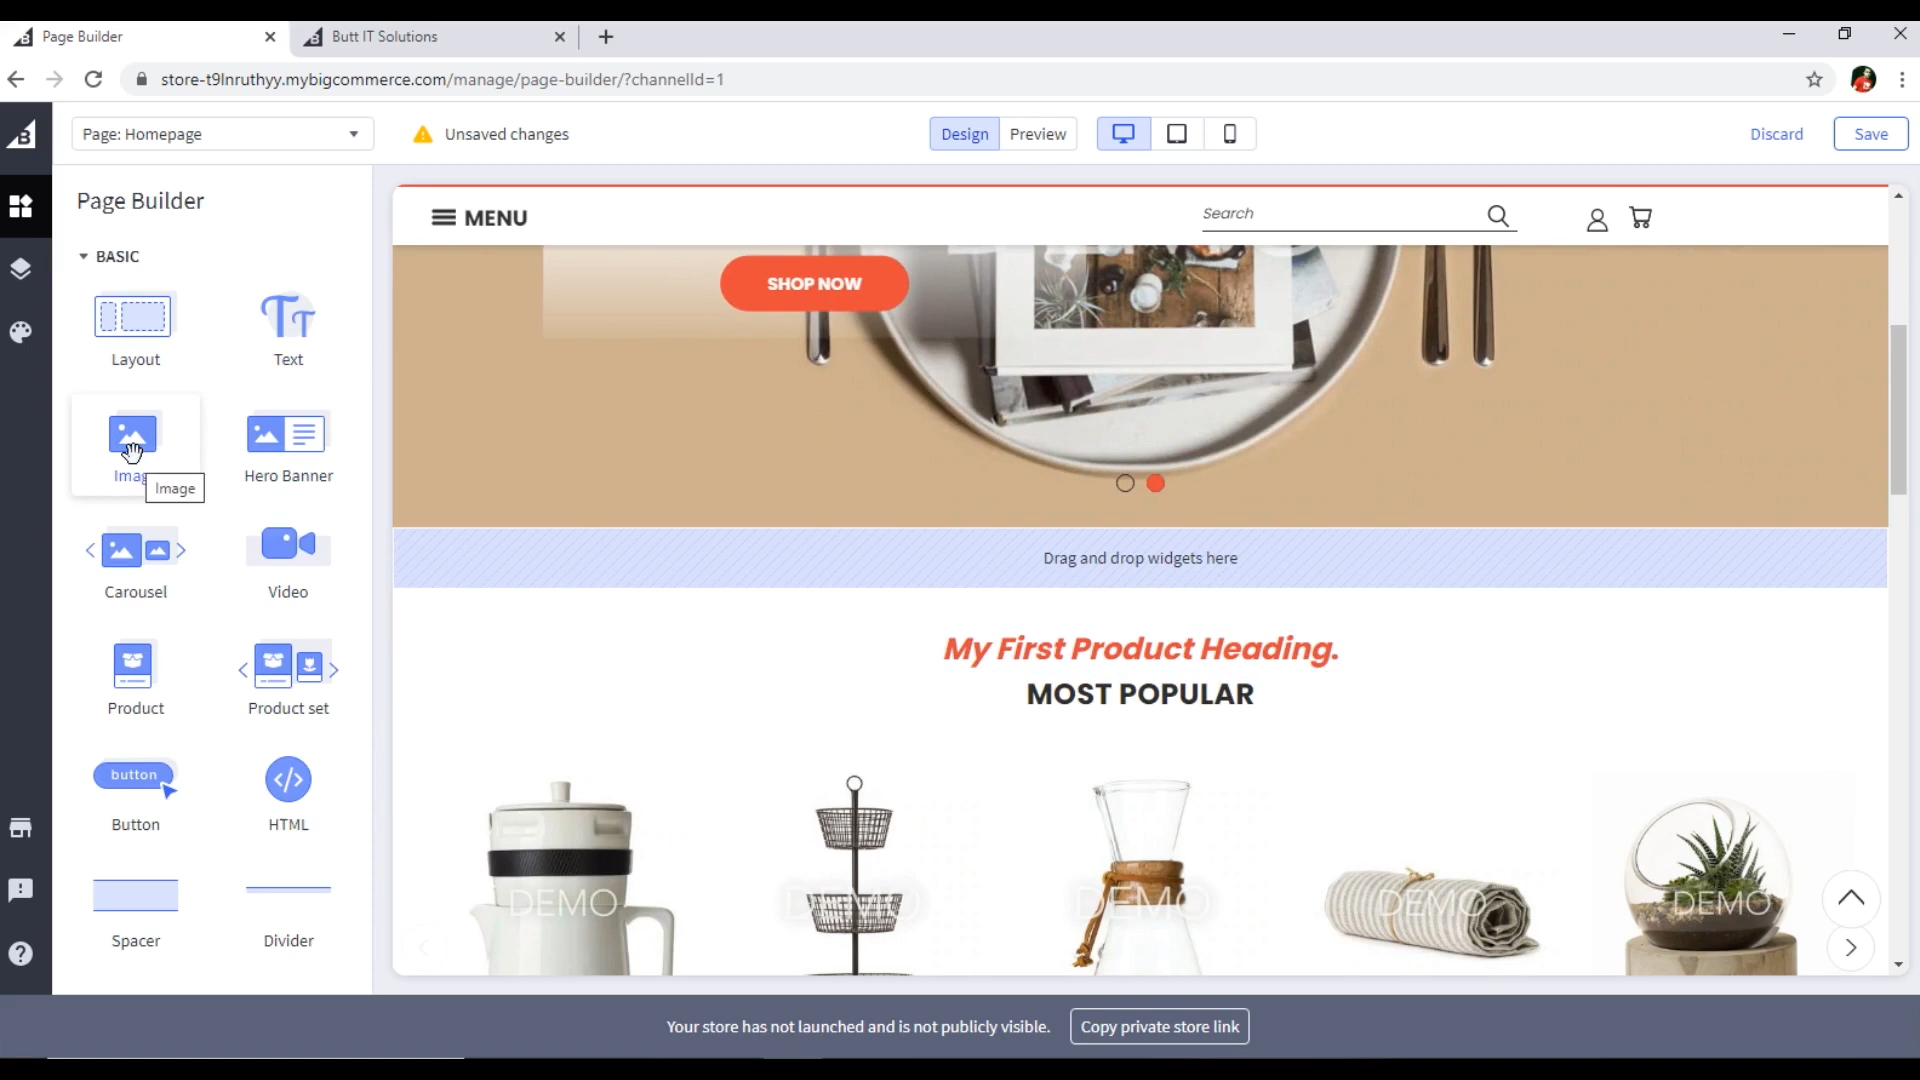 Page Builder
Butt IT Solutions
store-t9lnruthyy.mybigcommerce.com/manage/page-builder/?channelId=1
Page: Homepage
Unsaved changes
Design
Preview
Discard
Save
Page Builder
BASIC
Layout
Text
Image
Hero Banner
Carousel
Video
Product
Product set
button
Button
HTML
Spacer
Divider
MENU
Search
SHOP NOW
Drag and drop widgets here
My First Product Heading.
MOST POPULAR
DEMO
DEMO
DEMO
DEMO
DEMO
Your store has not launched and is not publicly visible.
Copy private store link